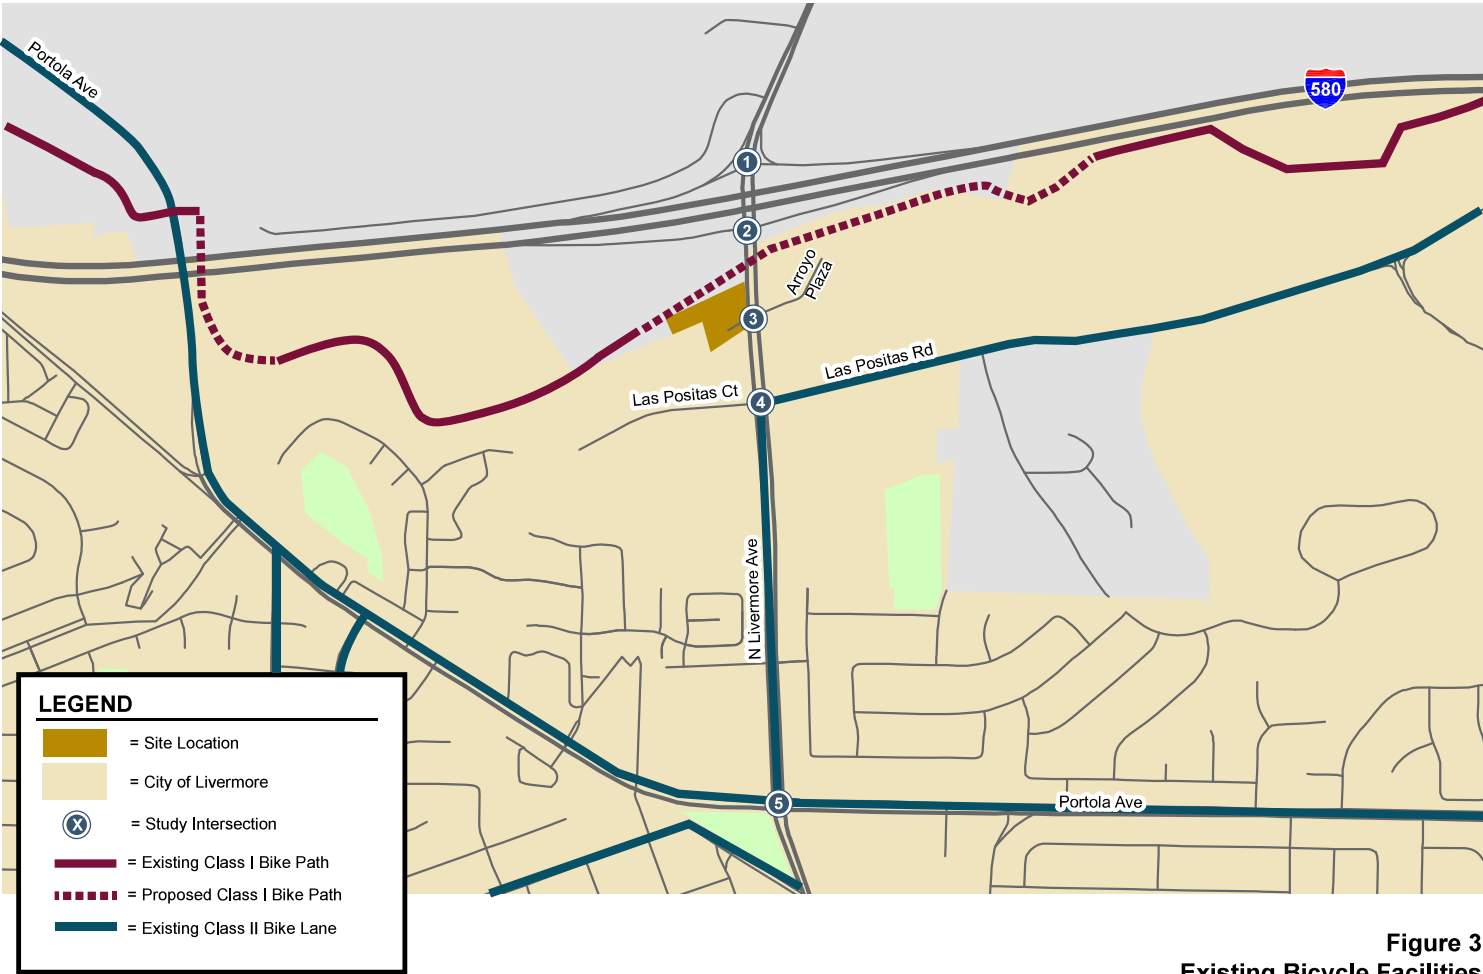 Portola Ave
580
1
2
Arroyo
Plaza
3
Las Positas Rd
Las Positas Ct
4
N Livermore Ave
5
Portola Ave
LEGEND
= Site Location
= City of Livermore
X = Study Intersection
= Existing Class I Bike Path
= Proposed Class I Bike Path
= Existing Class II Bike Lane
Figure 3
Existing Bicycle Facilities